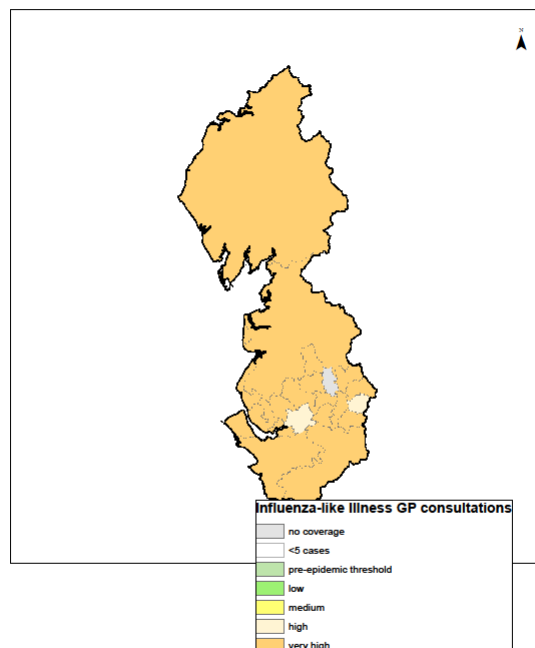 N
Influenza-like Illness GP consultations
no coverage
<5 cases
pre-epidemic threshold
low
medium
high
very high